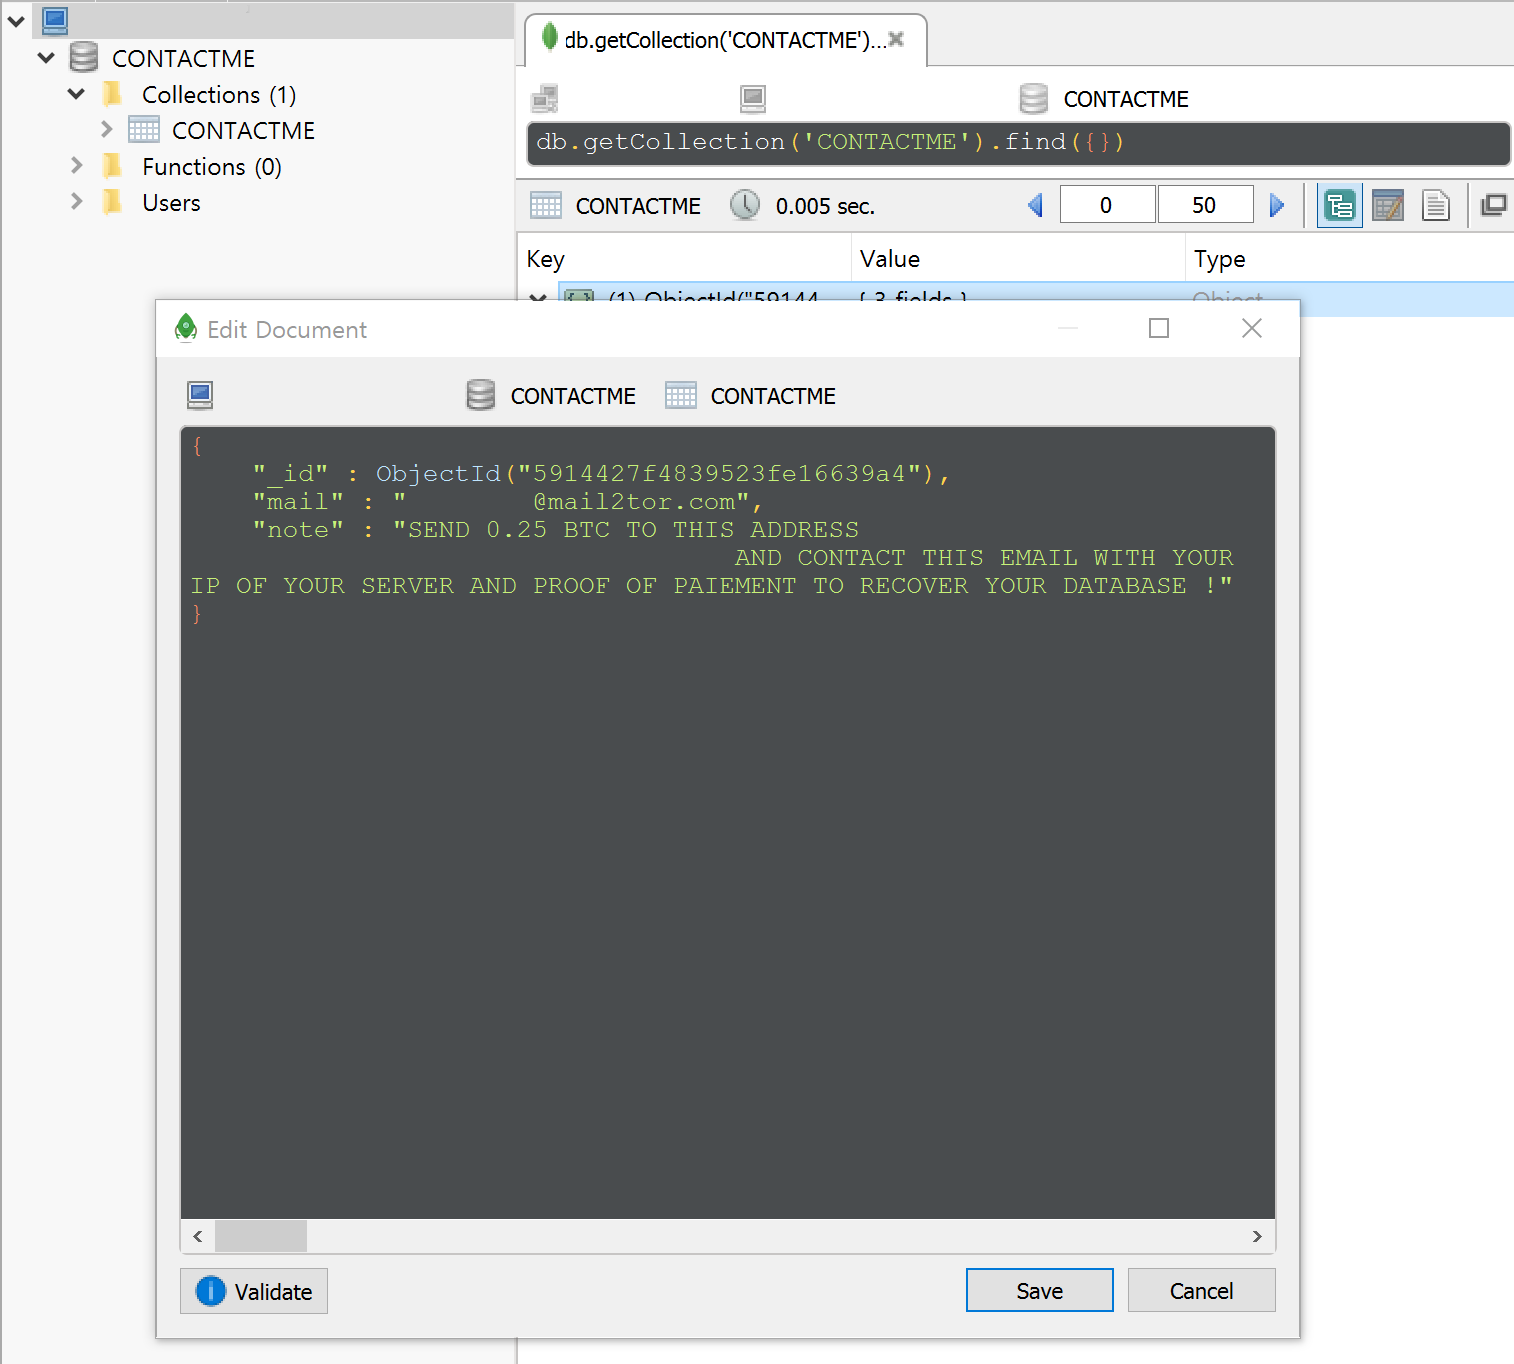 CONTACTME
Collections (1)
CONTACTME
Functions (0)
Users
db.getCollection('CONTACTME')...
CONTACTME
db.getCollection('CONTACTME').find({})
CONTACTME 0.005 sec. 0 50
Key Value Type
(1) ObjectId("59144... { 3 fields } Object
Edit Document
CONTACTME CONTACTME
{
"_id" : ObjectId("5914427f4839523fe16639a4"),
"mail" : " @mail2tor.com",
"note" : "SEND 0.25 BTC TO THIS ADDRESS
AND CONTACT THIS EMAIL WITH YOUR
IP OF YOUR SERVER AND PROOF OF PAIEMENT TO RECOVER YOUR DATABASE !"
}
Validate Save Cancel